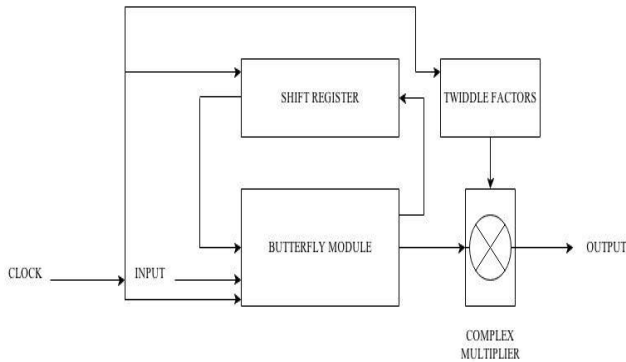 SHIFT REGISTER
TWIDDLE FACTORS
BUTTERFLY MODULE
OUTPUT
CLOCK
INPUT
COMPLEX
MULTIPLIER